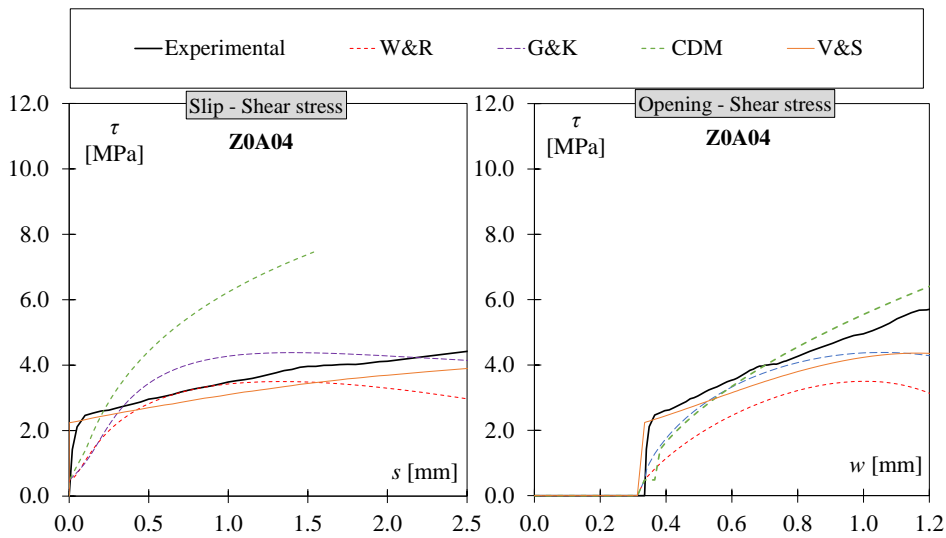 Experimental W&R G&K CDM V&S
Slip - Shear stress
Opening - Shear stress
12.0
τ
[MPa]
Z0A04
10.0
8.0
6.0
4.0
2.0
0.0
s [mm]
0.0 0.5 1.0 1.5 2.0 2.5
12.0
τ
[MPa]
Z0A04
10.0
8.0
6.0
4.0
2.0
0.0
w [mm]
0.0 0.2 0.4 0.6 0.8 1.0 1.2